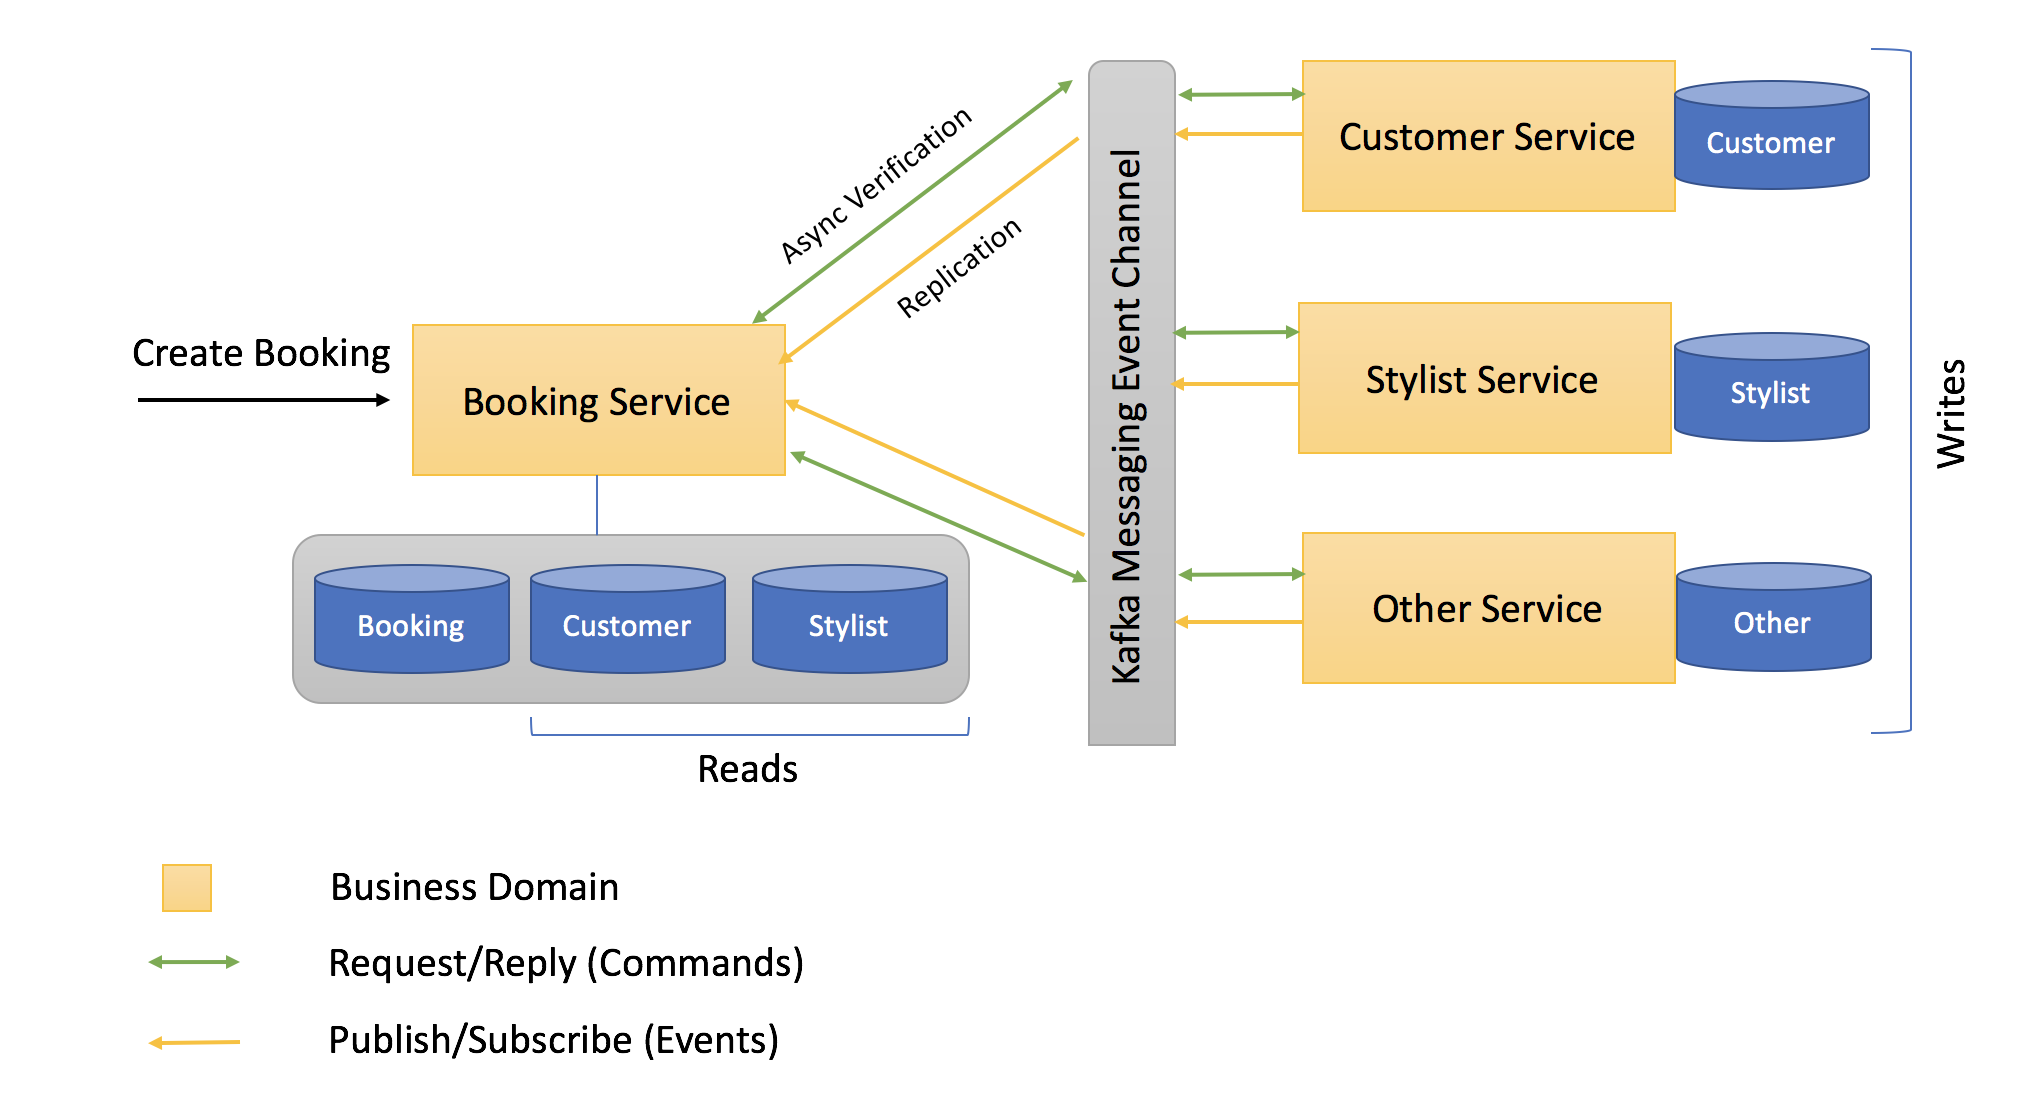 Create Booking
Booking Service
Async Verification
Replication
Kafka Messaging Event Channel
Customer Service
Customer
Stylist Service
Stylist
Other Service
Other
Writes
Booking
Customer
Stylist
Reads
Business Domain
Request/Reply (Commands)
Publish/Subscribe (Events)